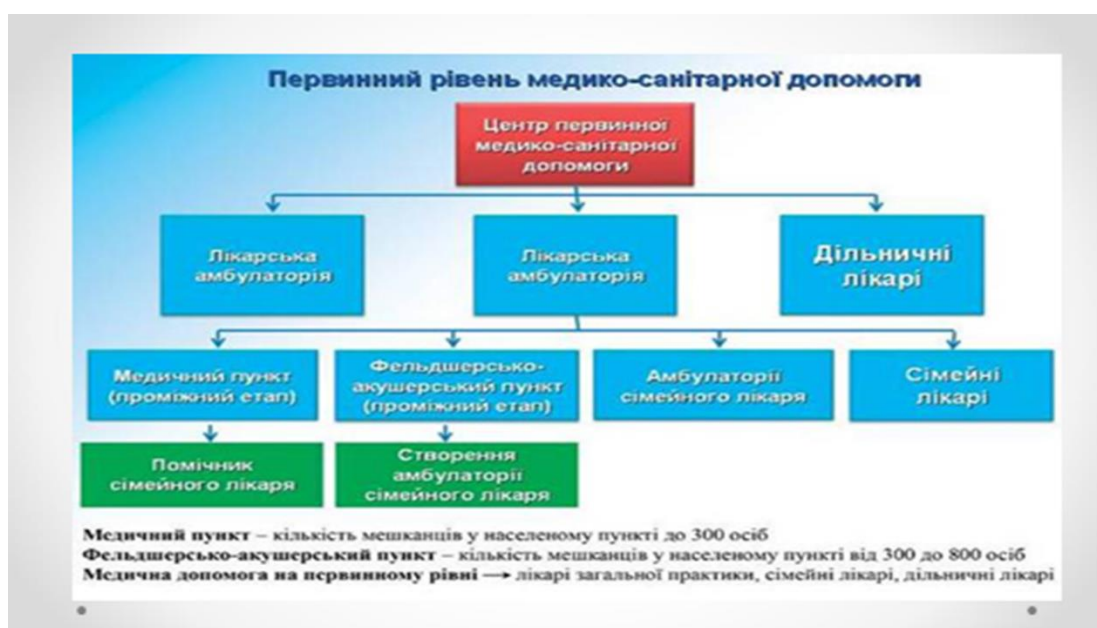 Первинний рівень медико-санітарної допомоги
Центр первинної
медико-санітарної
допомоги
Лікарська
амбулаторія
Лікарська
амбулаторія
Дільничні
лікарі
Медичний пункт
(проміжний етап)
Фельдшерсько-
акушерський пункт
(проміжний етап)
Амбулаторії
сімейного лікаря
Сімейні
лікарі
Помічник
сімейного лікаря
Створення
амбулаторії
сімейного лікаря
Медичний пункт – кількість мешканців у населеному пункті до 300 осіб
Фельдшерсько-акушерський пункт – кількість мешканців у населеному пункті від 300 до 800 осіб
Медична допомога на первинному рівні → лікарі загальної практики, сімейні лікарі, дільничні лікарі